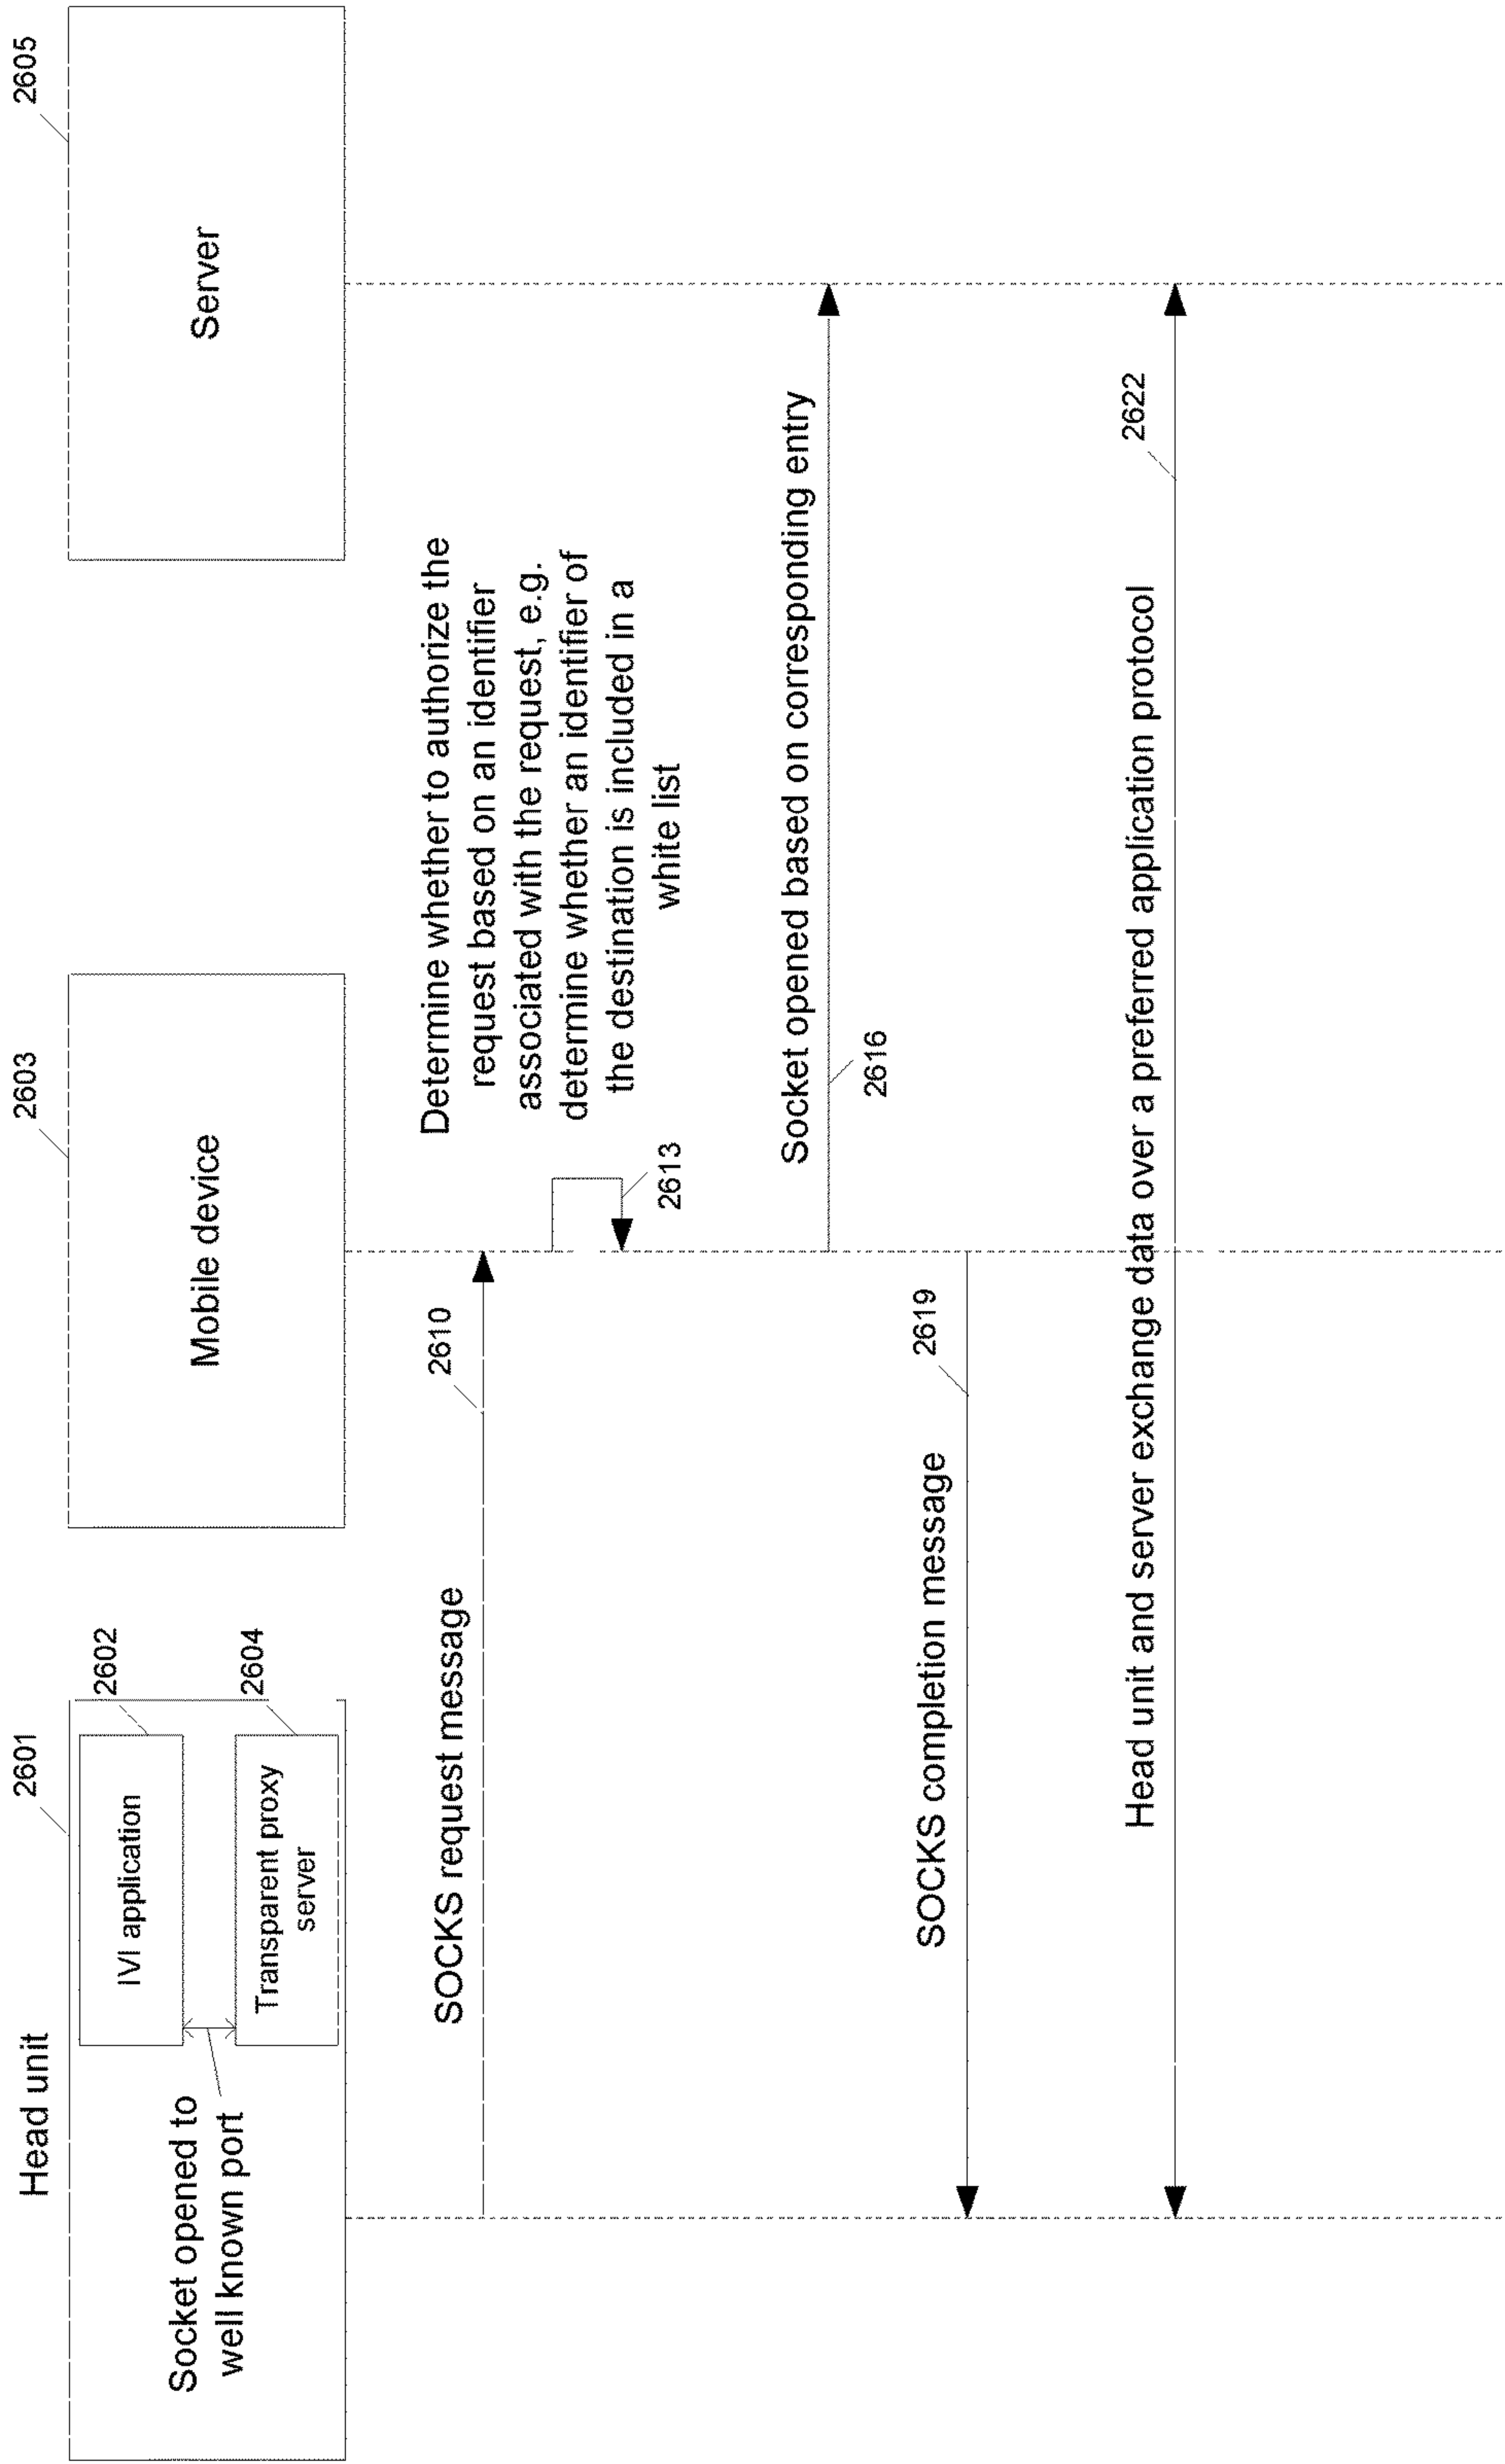 Head unit
2601
2603
2605
IVI application
2602
Socket opened to
well known port
Transparent proxy
server
2604
Mobile device
Server
SOCKS request message
2610
Determine whether to authorize the
request based on an identifier
associated with the request, e.g.
determine whether an identifier of
the destination is included in a
white list
2613
Socket opened based on corresponding entry
2616
SOCKS completion message
2619
Head unit and server exchange data over a preferred application protocol
2622